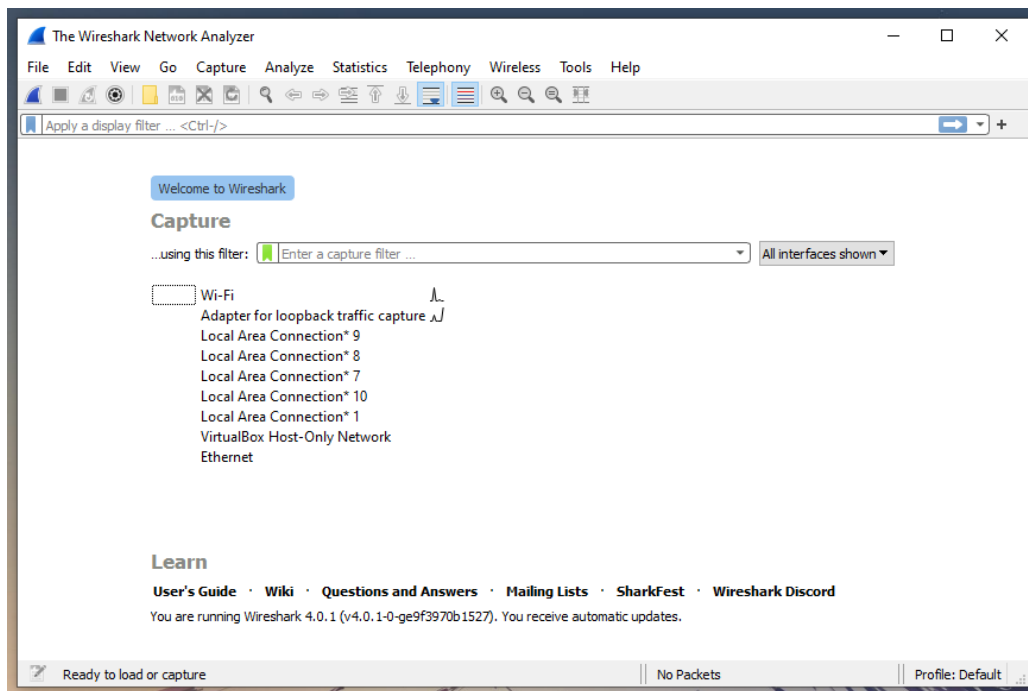 The Wireshark Network Analyzer
File Edit View Go Capture Analyze Statistics Telephony Wireless Tools Help
Apply a display filter ... <Ctrl-/>
Welcome to Wireshark
Capture
...using this filter: Enter a capture filter ... All interfaces shown
Wi-Fi
Adapter for loopback traffic capture
Local Area Connection* 9
Local Area Connection* 8
Local Area Connection* 7
Local Area Connection* 10
Local Area Connection* 1
VirtualBox Host-Only Network
Ethernet
Learn
User's Guide · Wiki · Questions and Answers · Mailing Lists · SharkFest · Wireshark Discord
You are running Wireshark 4.0.1 (v4.0.1-0-ge9f3970b1527). You receive automatic updates.
Ready to load or capture No Packets Profile: Default